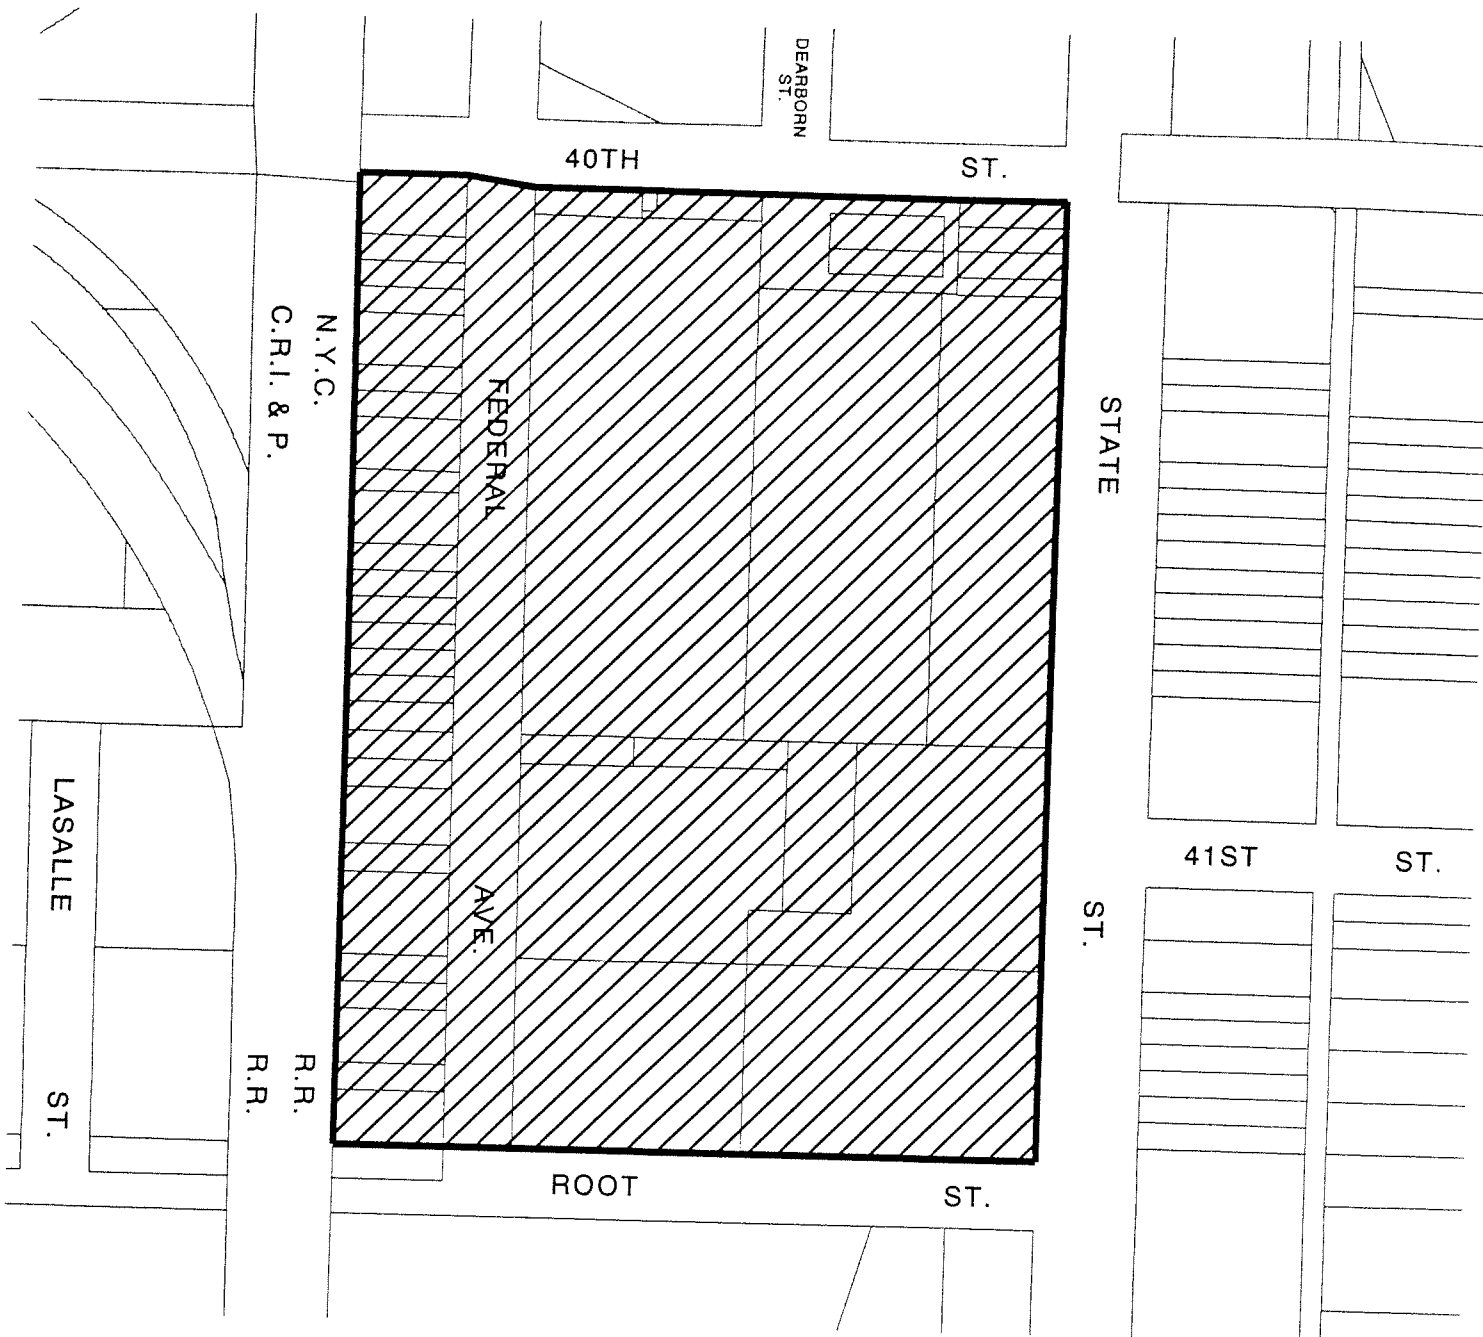 DEARBORN
ST.
40TH ST.
N.Y.C. R.R.
C.R.I. & P. R.R.
FEDERAL AVE.
STATE ST.
41ST ST.
LASALLE ST.
ROOT ST.